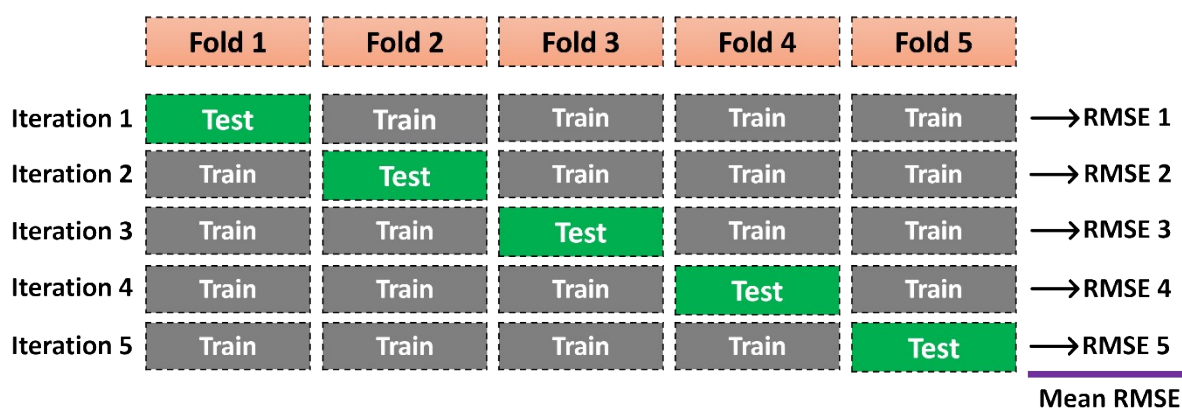 Fold 1 Fold 2 Fold 3 Fold 4 Fold 5
Iteration 1 Test Train Train Train Train RMSE 1
Iteration 2 Train Test Train Train Train RMSE 2
Iteration 3 Train Train Test Train Train RMSE 3
Iteration 4 Train Train Train Test Train RMSE 4
Iteration 5 Train Train Train Train Test RMSE 5
Mean RMSE